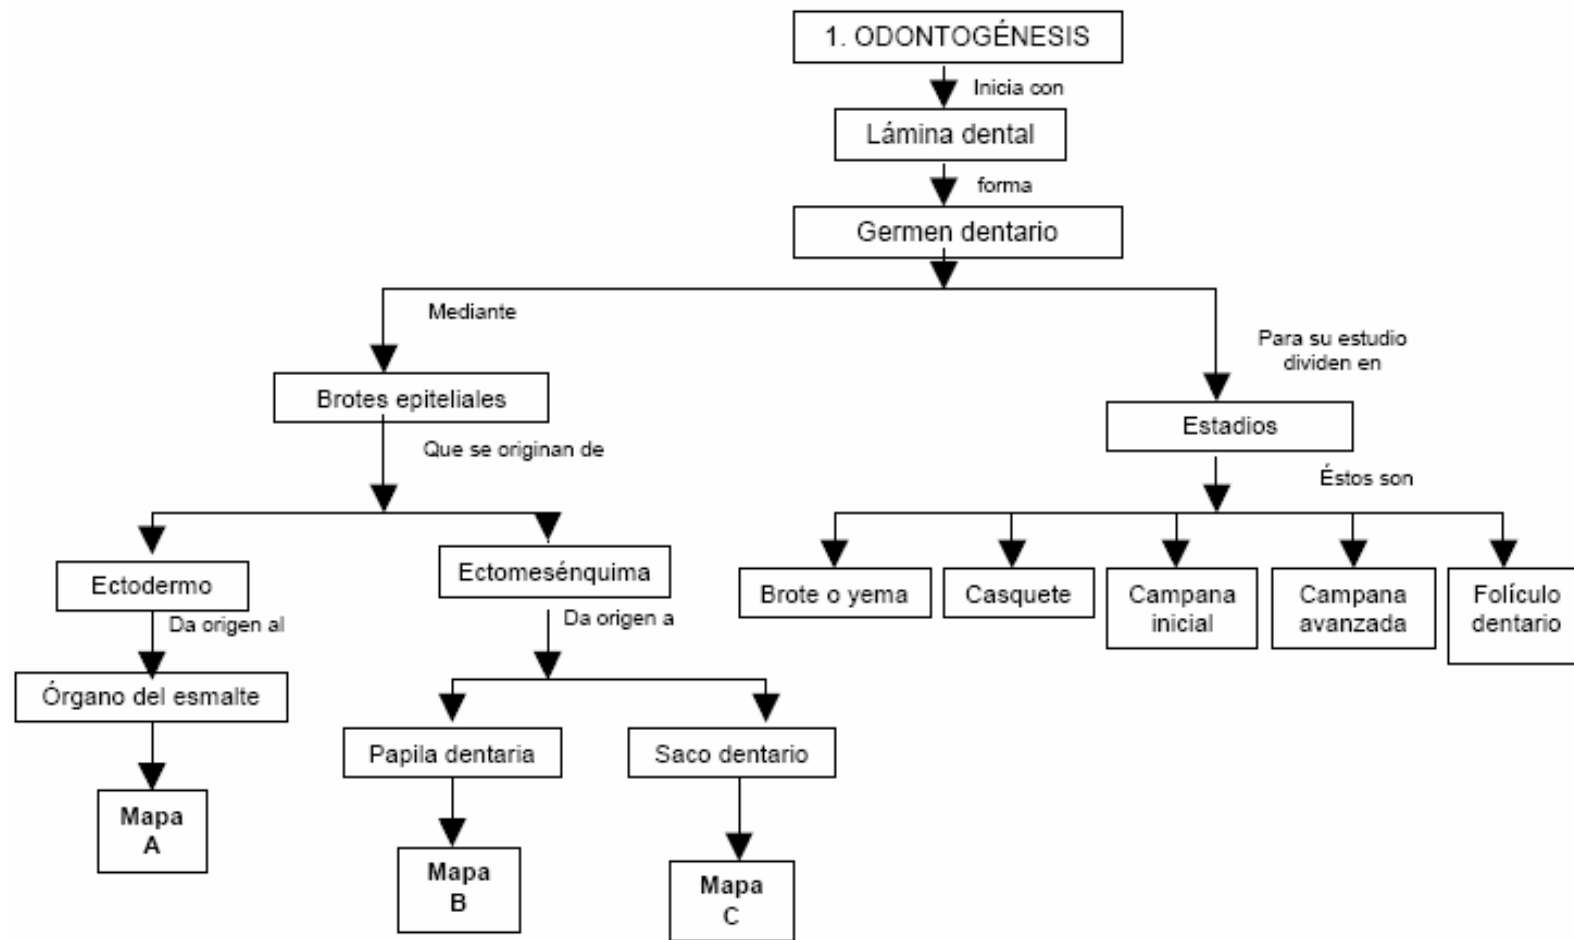 1. ODONTOGÉNESIS
Inicia con
Lámina dental
forma
Germen dentario
Mediante
Para su estudio
dividen en
Brotes epiteliales
Estadios
Que se originan de
Éstos son
Ectodermo
Ectomesénquima
Brote o yema
Casquete
Campana
inicial
Campana
avanzada
Folículo
dentario
Da origen al
Da origen a
Órgano del esmalte
Papila dentaria
Saco dentario
Mapa
A
Mapa
B
Mapa
C